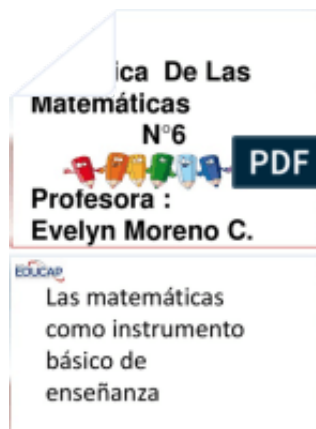 ica De Las
Matemáticas
N°6
PDF
Profesora :
Evelyn Moreno C.
EDUCAP
Las matemáticas
como instrumento
básico de
enseñanza